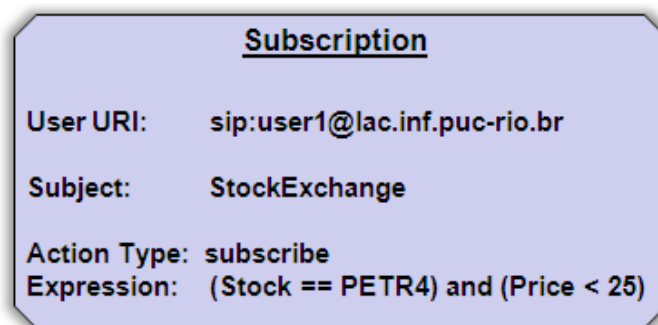 Subscription
User URI: sip:user1@lac.inf.puc-rio.br
Subject: StockExchange
Action Type: subscribe
Expression: (Stock == PETR4) and (Price < 25)